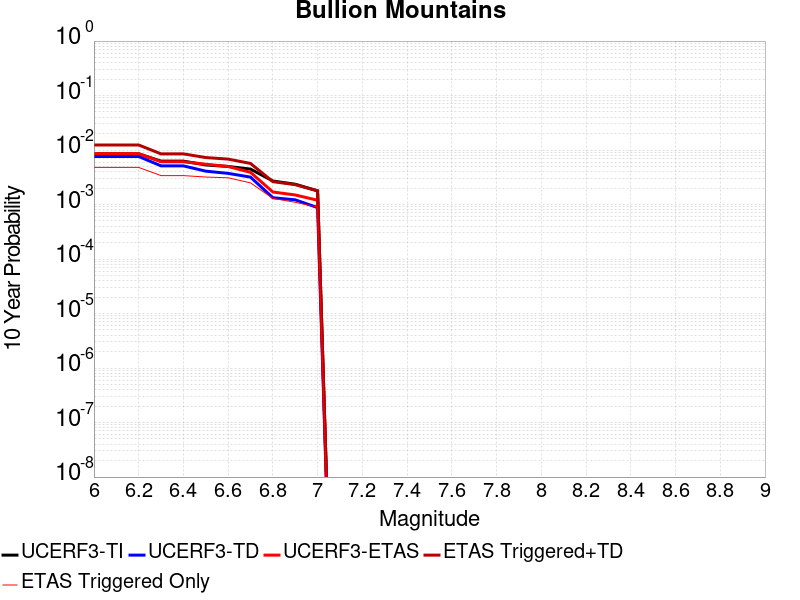 Bullion Mountains
10^0
10^-1
10^-2
10^-3
10^-4
10^-5
10^-6
10^-7
10^-8
10 Year Probability
6 6.2 6.4 6.6 6.8 7 7.2 7.4 7.6 7.8 8 8.2 8.4 8.6 8.8 9
Magnitude
UCERF3-TI UCERF3-TD UCERF3-ETAS ETAS Triggered+TD
ETAS Triggered Only